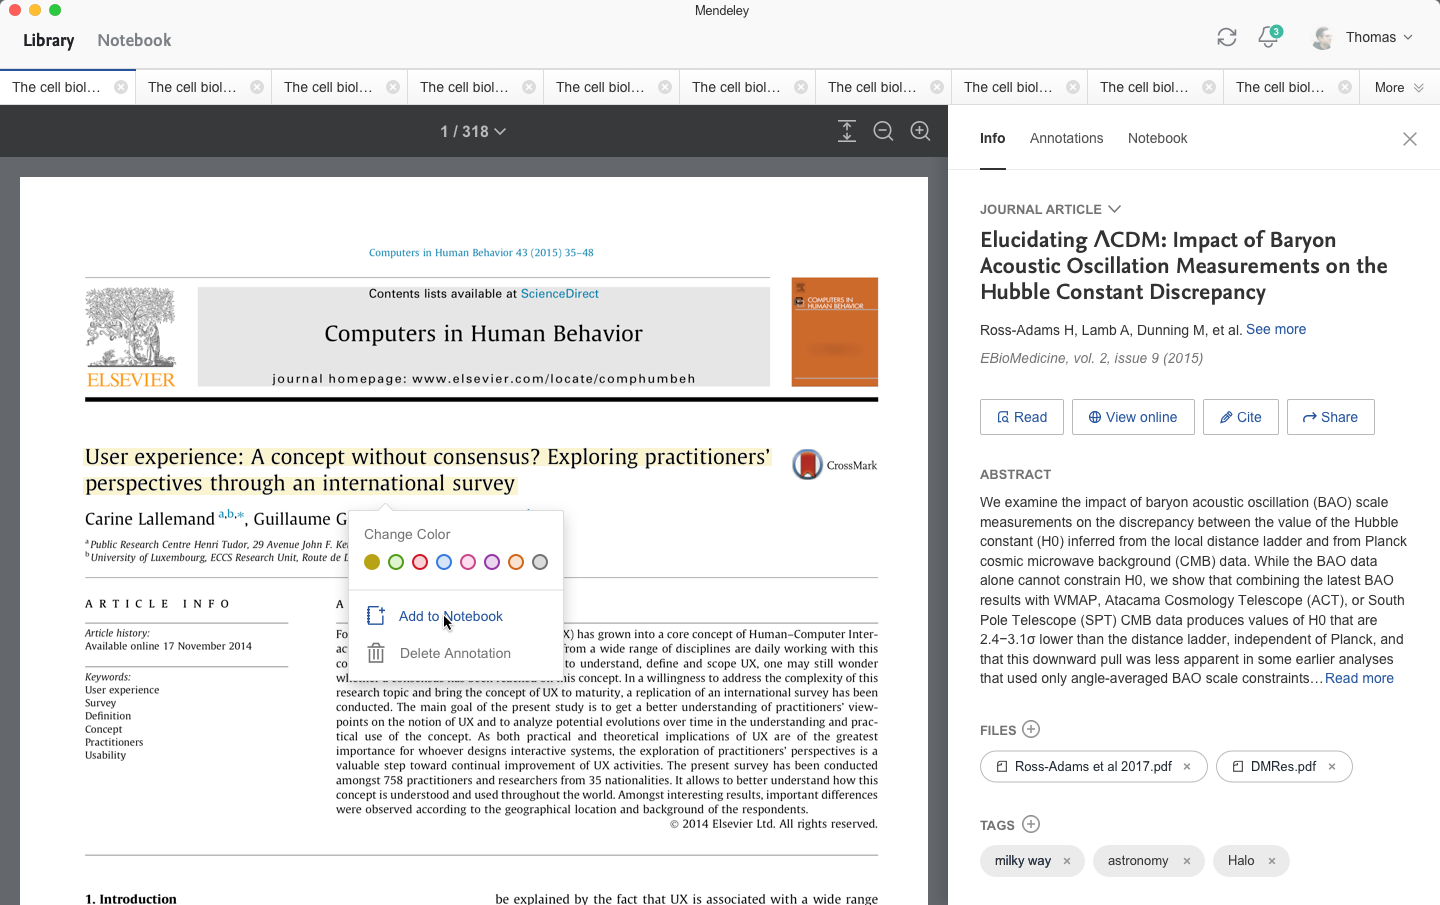 Mendeley
Library Notebook
3
Thomas
The cell biol... The cell biol... The cell biol... The cell biol... The cell biol... The cell biol... The cell biol... The cell biol... The cell biol... The cell biol... More
1 / 318
Info Annotations Notebook
Computers in Human Behavior 43 (2015) 35–48
Contents lists available at ScienceDirect
Computers in Human Behavior
journal homepage: www.elsevier.com/locate/comphumbeh
ELSEVIER
COMPUTERS IN
HUMAN BEHAVIOR
User experience: A concept without consensus? Exploring practitioners'
perspectives through an international survey
CrossMark
Carine Lallemand a,b,*, Guillaume G
a Public Research Centre Henri Tudor, 29 Avenue John F. Ke
b University of Luxembourg, ECCS Research Unit, Route de
Change Color
Add to Notebook
Delete Annotation
ARTICLE INFO
Article history:
Available online 17 November 2014
Keywords:
User experience
Survey
Definition
Concept
Practitioners
Usability
A
Fo X) has grown into a core concept of Human–Computer Inter-
ac from a wide range of disciplines are daily working with this
co to understand, define and scope UX, one may still wonder
whether a consensus has been reached on this concept. In a willingness to address the complexity of this
research topic and bring the concept of UX to maturity, a replication of an international survey has been
conducted. The main goal of the present study is to get a better understanding of practitioners' view-
points on the notion of UX and to analyze potential evolutions over time in the understanding and prac-
tical use of the concept. As both practical and theoretical implications of UX are of the greatest
importance for whoever designs interactive systems, the exploration of practitioners' perspectives is a
valuable step toward continual improvement of UX activities. The present survey has been conducted
amongst 758 practitioners and researchers from 35 nationalities. It allows to better understand how this
concept is understood and used throughout the world. Amongst interesting results, important differences
were observed according to the geographical location and background of the respondents.
© 2014 Elsevier Ltd. All rights reserved.
1. Introduction
be explained by the fact that UX is associated with a wide range
JOURNAL ARTICLE
Elucidating ΛCDM: Impact of Baryon
Acoustic Oscillation Measurements on the
Hubble Constant Discrepancy
Ross-Adams H, Lamb A, Dunning M, et al. See more
EBioMedicine, vol. 2, issue 9 (2015)
Read View online Cite Share
ABSTRACT
We examine the impact of baryon acoustic oscillation (BAO) scale
measurements on the discrepancy between the value of the Hubble
constant (H0) inferred from the local distance ladder and from Planck
cosmic microwave background (CMB) data. While the BAO data
alone cannot constrain H0, we show that combining the latest BAO
results with WMAP, Atacama Cosmology Telescope (ACT), or South
Pole Telescope (SPT) CMB data produces values of H0 that are
2.4−3.1σ lower than the distance ladder, independent of Planck, and
that this downward pull was less apparent in some earlier analyses
that used only angle-averaged BAO scale constraints... Read more
FILES
Ross-Adams et al 2017.pdf × DMRes.pdf ×
TAGS
milky way × astronomy × Halo ×